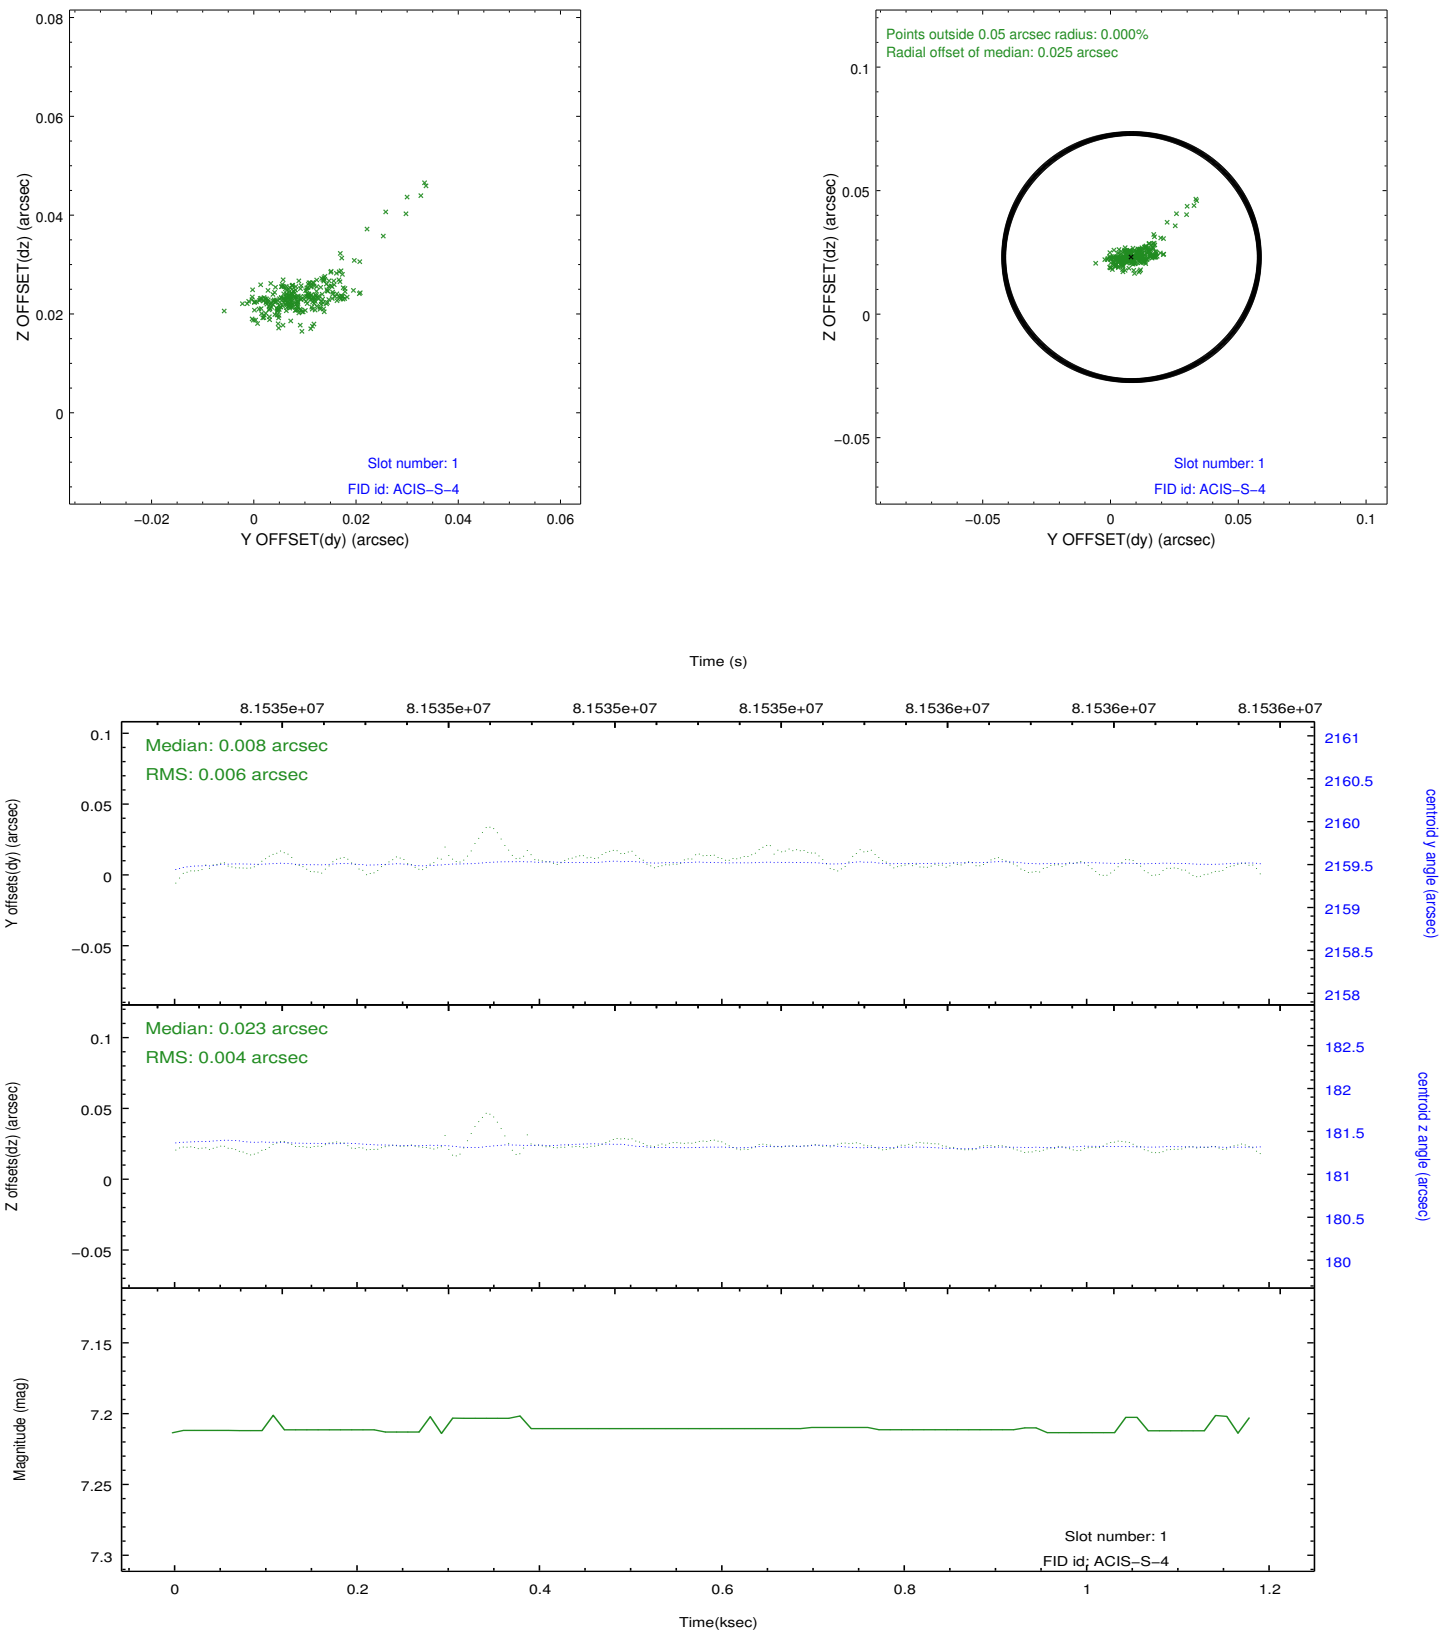 0.08
0.06
0.04
0.02
0
Z OFFSET(dz) (arcsec)
Slot number: 1
FID id: ACIS−S−4
−0.02 0 0.02 0.04 0.06
Y OFFSET(dy) (arcsec)
Points outside 0.05 arcsec radius: 0.000%
Radial offset of median: 0.025 arcsec
0.1
0.05
0
−0.05
Z OFFSET(dz) (arcsec)
Slot number: 1
FID id: ACIS−S−4
−0.05 0 0.05 0.1
Y OFFSET(dy) (arcsec)
Time (s)
8.1535e+07 8.1535e+07 8.1535e+07 8.1535e+07 8.1536e+07 8.1536e+07 8.1536e+07
Median: 0.008 arcsec
RMS: 0.006 arcsec
0.1
0.05
0
−0.05
Y offsets(dy) (arcsec)
2161
2160.5
2160
2159.5
2159
2158.5
2158
centroid y angle (arcsec)
Median: 0.023 arcsec
RMS: 0.004 arcsec
0.1
0.05
0
−0.05
Z offsets(dz) (arcsec)
182.5
182
181.5
181
180.5
180
centroid z angle (arcsec)
7.15
7.2
7.25
7.3
Magnitude (mag)
Slot number: 1
FID id: ACIS−S−4
0 0.2 0.4 0.6 0.8 1 1.2
Time(ksec)